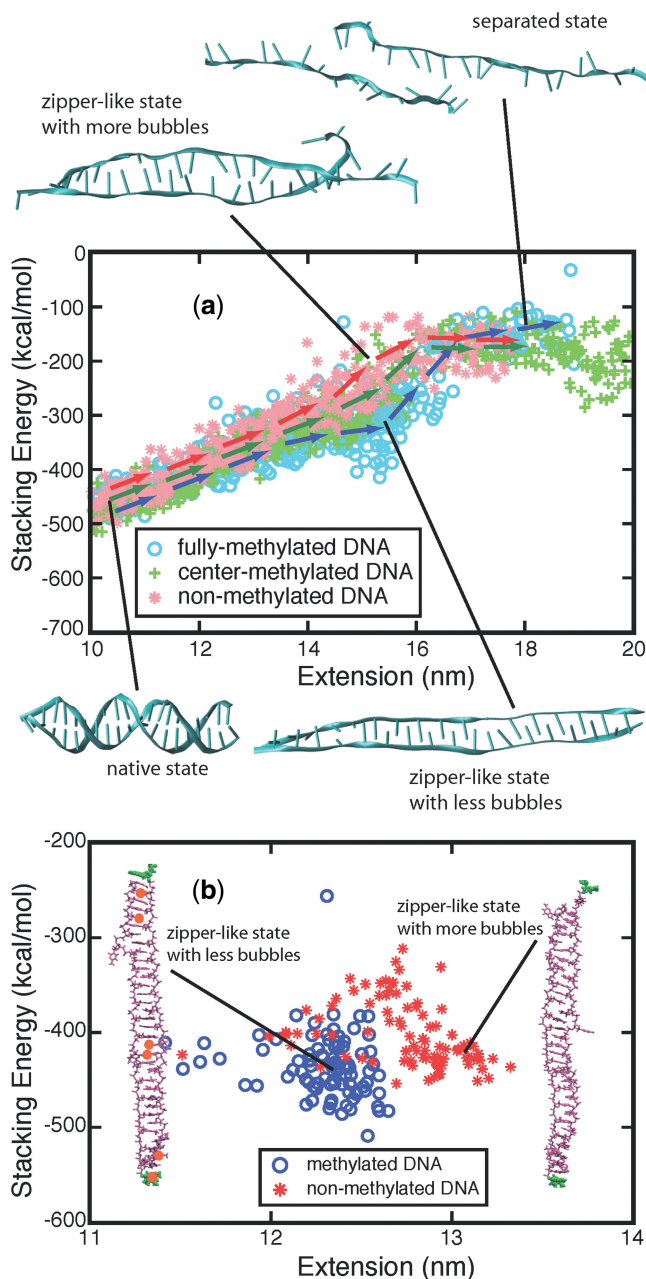 separated state
zipper-like state
with more bubbles
(a)
Stacking Energy (kcal/mol)
0
-100
-200
-300
-400
-500
-600
-700
fully-methylated DNA
center-methylated DNA
non-methylated DNA
10
12
14
16
18
20
Extension (nm)
native state
zipper-like state
with less bubbles
(b)
Stacking Energy (kcal/mol)
-200
-300
-400
-500
-600
zipper-like state
with less bubbles
zipper-like state
with more bubbles
methylated DNA
non-methylated DNA
11
12
13
14
Extension (nm)